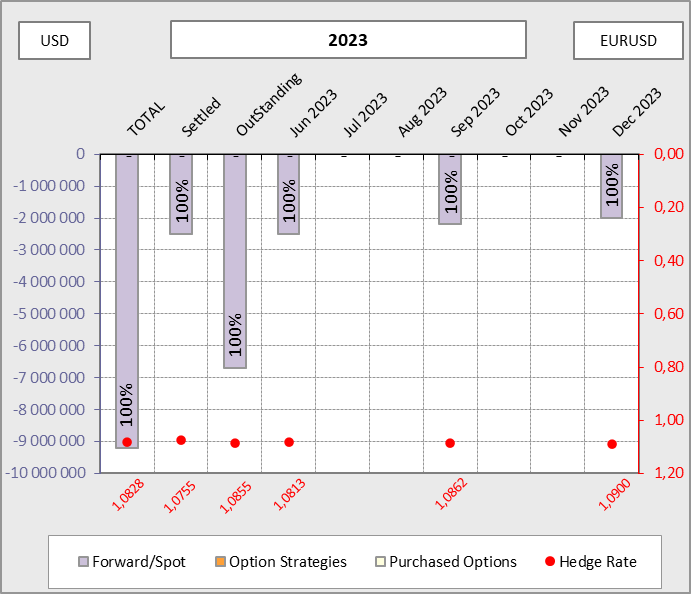 USD
2023
EURUSD
TOTAL
Settled
OutStanding
Jun 2023
Jul 2023
Aug 2023
Sep 2023
Oct 2023
Nov 2023
Dec 2023
0
-1 000 000
-2 000 000
-3 000 000
-4 000 000
-5 000 000
-6 000 000
-7 000 000
-8 000 000
-9 000 000
-10 000 000
100%
100%
100%
100%
100%
100%
0,00
0,20
0,40
0,60
0,80
1,00
1,20
1,0828
1,0755
1,0855
1,0813
1,0862
1,0900
Forward/Spot
Option Strategies
Purchased Options
Hedge Rate